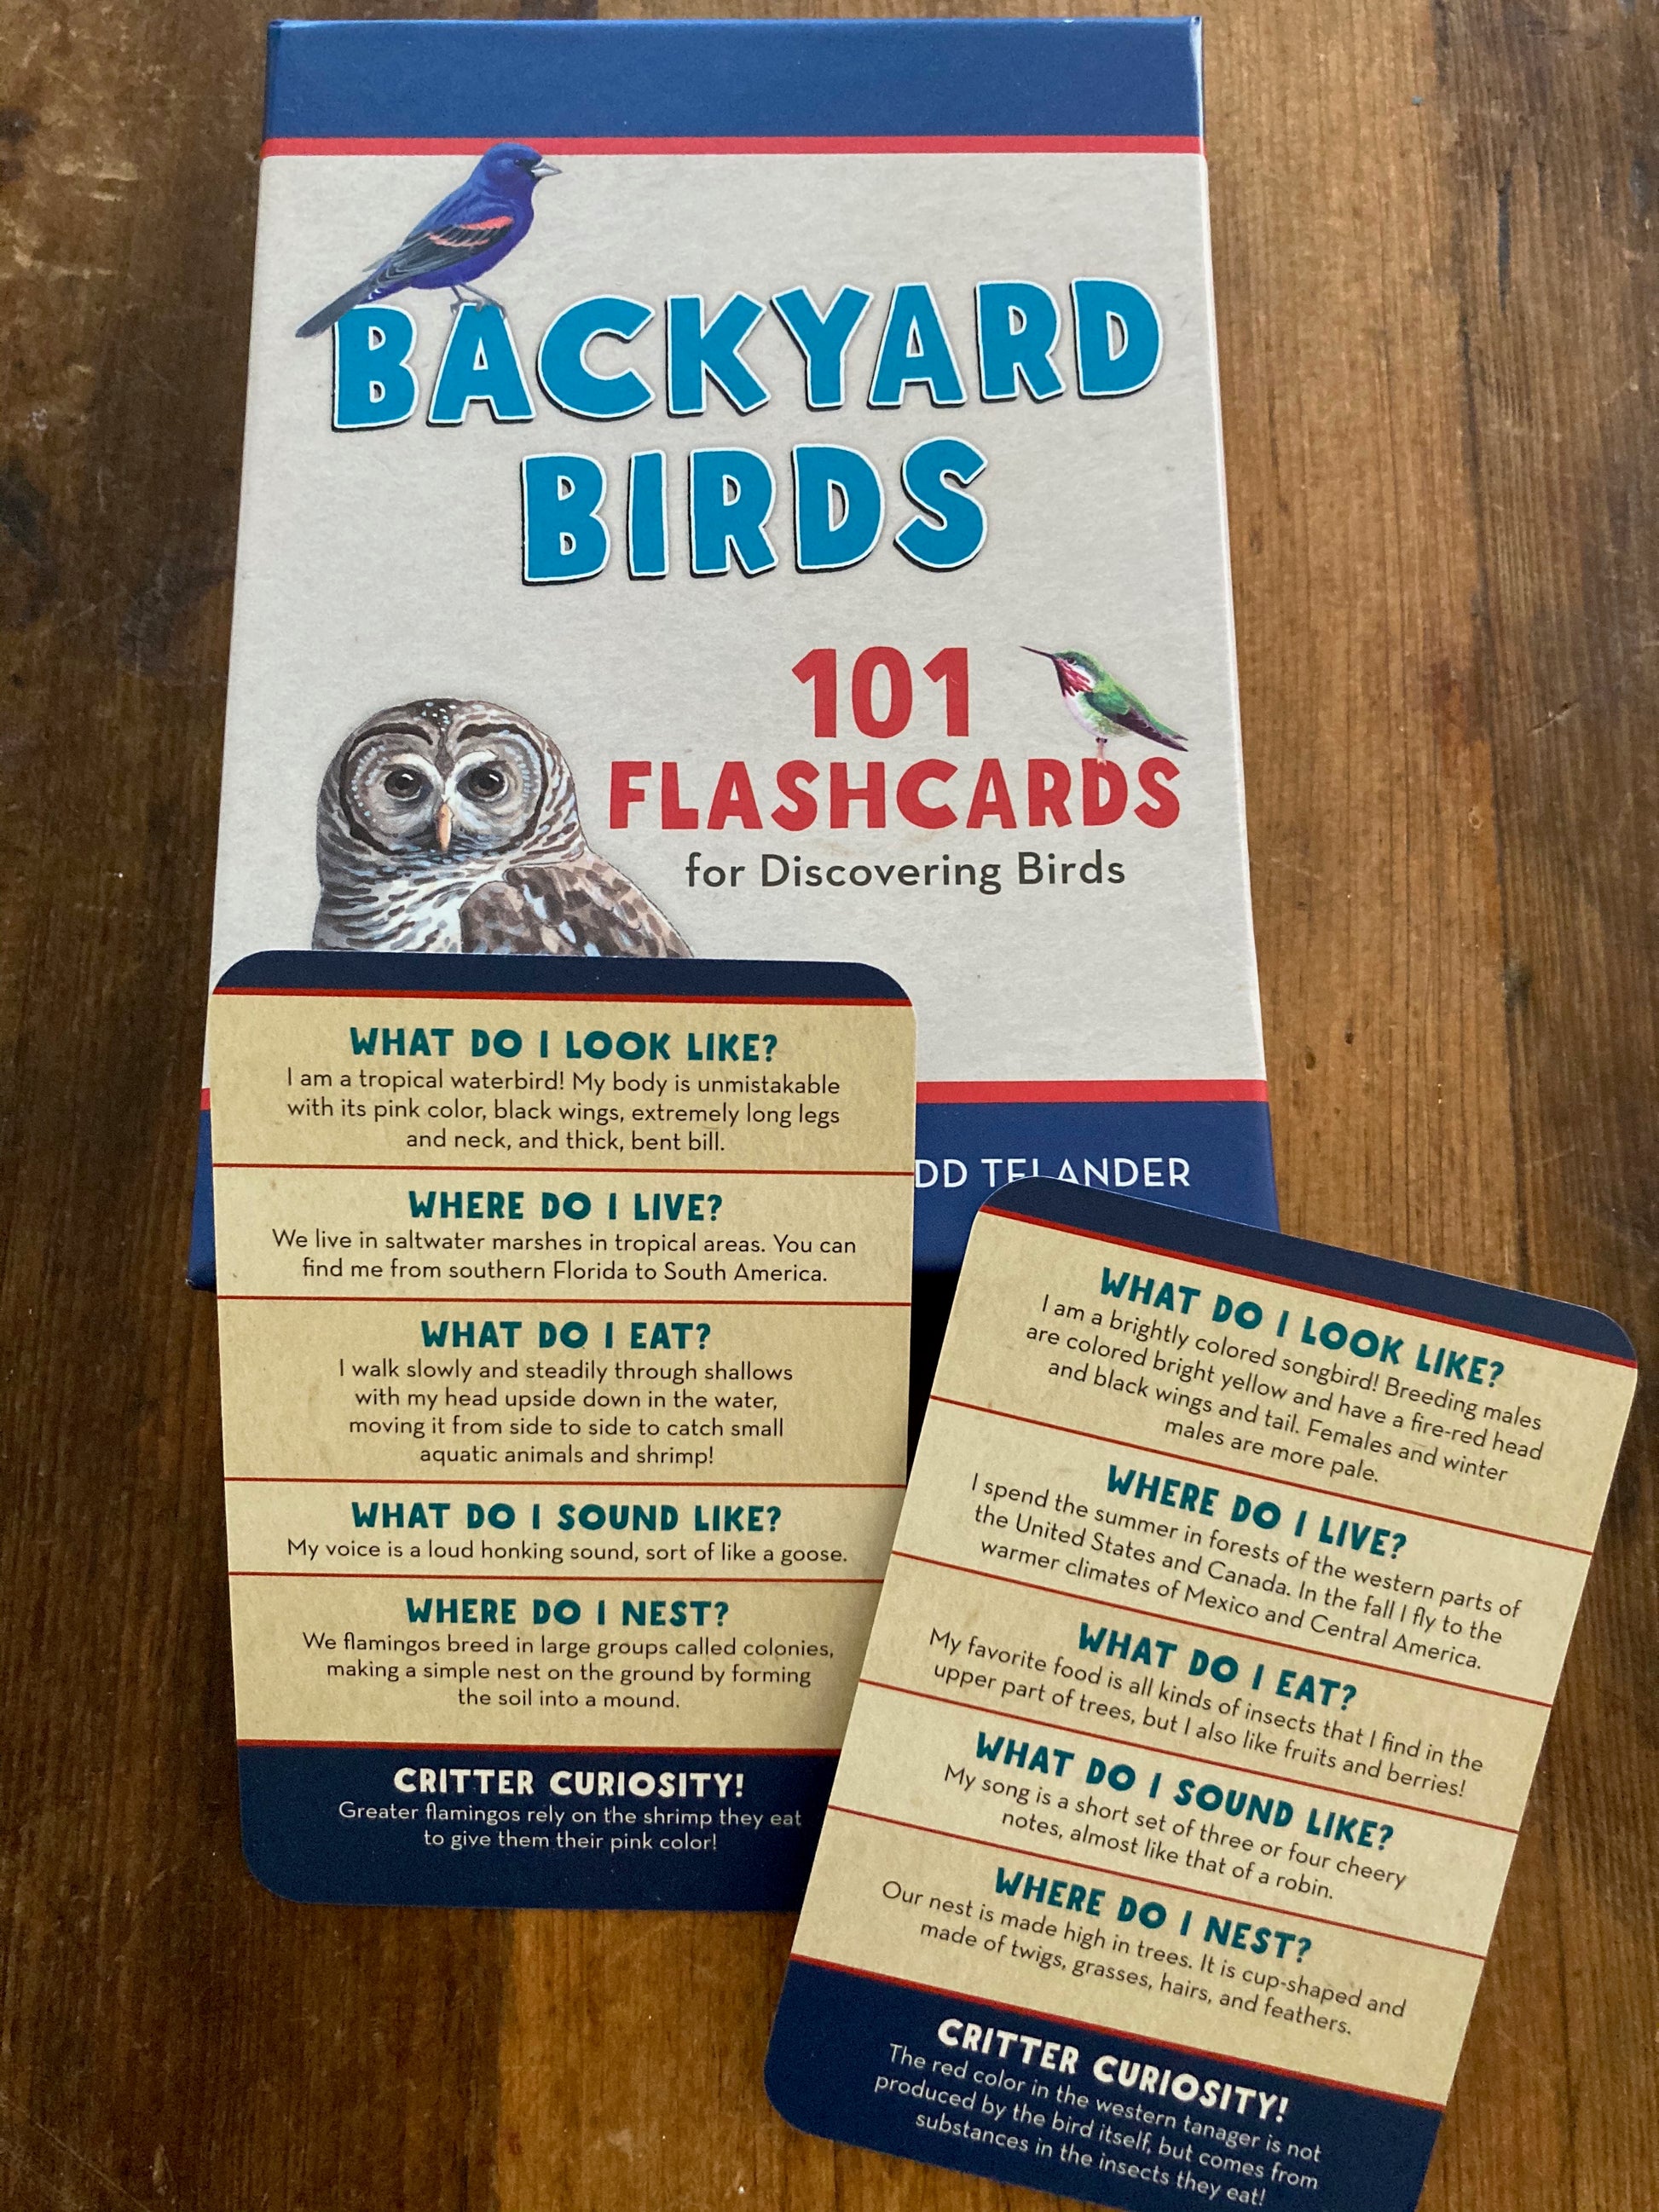 BACKYARD
BIRDS
101
FLASHCARDS
for Discovering Birds
TELANDER
WHAT DO I LOOK LIKE?
I am a tropical waterbird! My body is unmistakable
with its pink color, black wings, extremely long legs
and neck, and thick, bent bill.
WHERE DO I LIVE?
We live in saltwater marshes in tropical areas. You can
find me from southern Florida to South America.
WHAT DO I EAT?
I walk slowly and steadily through shallows
with my head upside down in the water,
moving it from side to side to catch small
aquatic animals and shrimp!
WHAT DO I SOUND LIKE?
My voice is a loud honking sound, sort of like a goose.
WHERE DO I NEST?
We flamingos breed in large groups called colonies,
making a simple nest on the ground by forming
the soil into a mound.
CRITTER CURIOSITY!
Greater flamingos rely on the shrimp they eat
to give them their pink color!
WHAT DO I LOOK LIKE?
I am a brightly colored songbird! Breeding males
are colored bright yellow and have a fire-red head
and black wings and tail. Females and winter
males are more pale.
WHERE DO I LIVE?
I spend the summer in forests of the western parts of
the United States and Canada. In the fall I fly to the
warmer climates of Mexico and Central America.
WHAT DO I EAT?
My favorite food is all kinds of insects that I find in the
upper part of trees, but I also like fruits and berries!
WHAT DO I SOUND LIKE?
My song is a short set of three or four cheery
notes, almost like that of a robin.
WHERE DO I NEST?
Our nest is made high in trees. It is cup-shaped and
made of twigs, grasses, hairs, and feathers.
CRITTER CURIOSITY!
The red color in the western tanager is not
produced by the bird itself, but comes from
substances in the insects they eat!